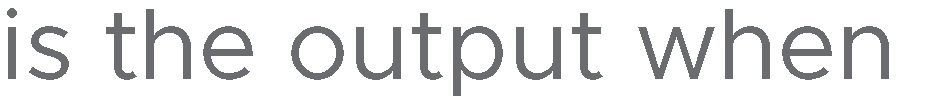 is the output when